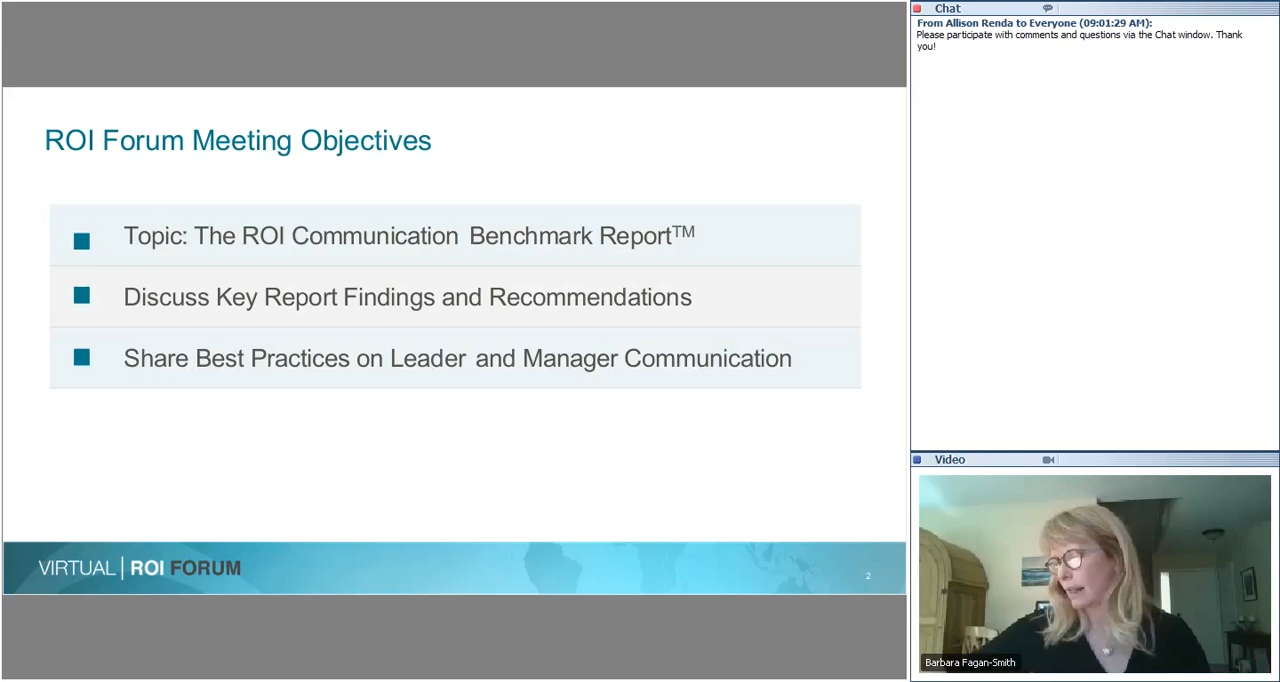 ROI Forum Meeting Objectives
Topic: The ROI Communication Benchmark Report™
Discuss Key Report Findings and Recommendations
Share Best Practices on Leader and Manager Communication
VIRTUAL | ROI FORUM
2
Chat
From Allison Renda to Everyone (09:01:29 AM):
Please participate with comments and questions via the Chat window. Thank
you!
Video
Barbara Fagan-Smith